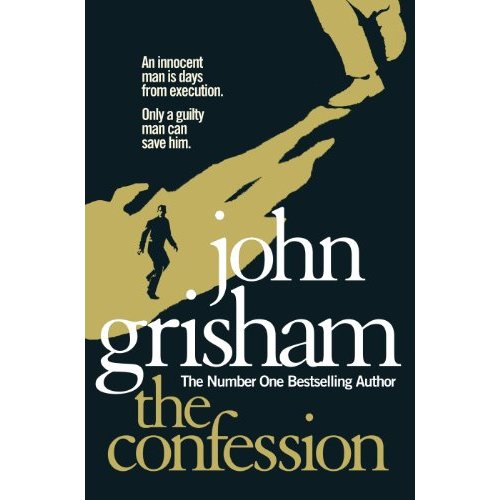 An innocent
man is days
from execution.
Only a guilty
man can
save him.
john
grisham
The Number One Bestselling Author
the
confession